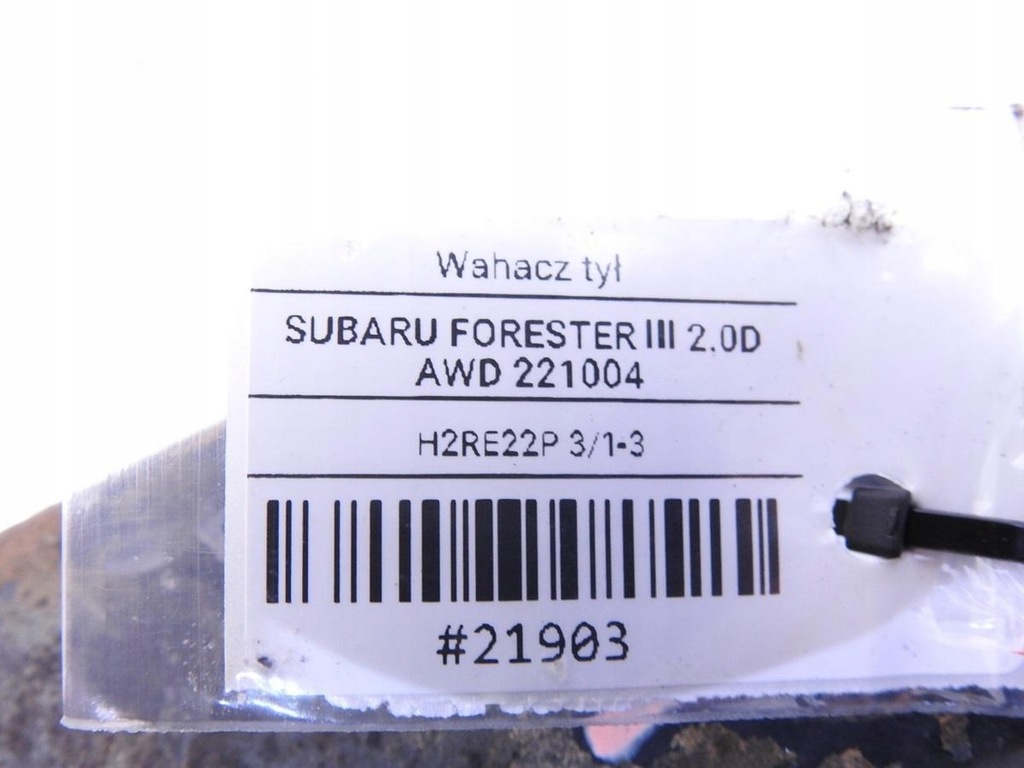 Wahacz tył
SUBARU FORESTER III 2.0D
AWD 221004
H2RE22P 3/1-3
#21903